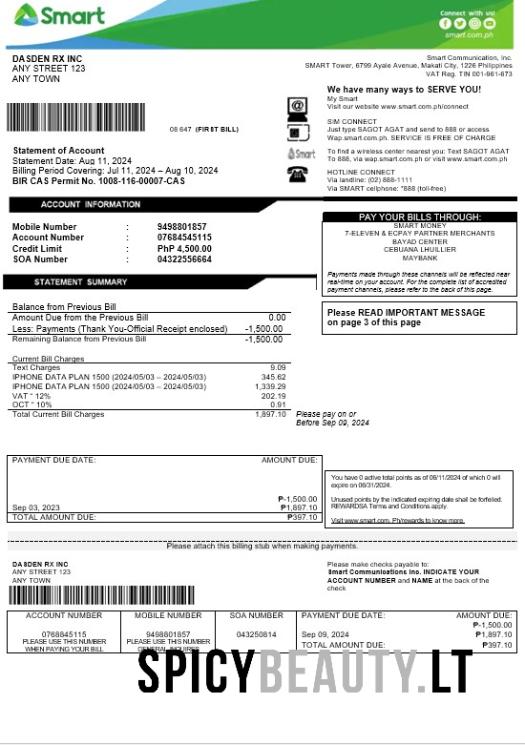 Smart
Connect with us!
smart.com.ph
DASDEN RX INC
ANY STREET 123
ANY TOWN
Smart Communication, Inc.
SMART Tower, 6799 Ayale Avenue, Makati City, 1226 Philippines
VAT Reg. TIN 001-961-673
We have many ways to SERVE YOU!
My Smart
Visit our website www.smart.com.ph/connect
SIM CONNECT
Just type SAGOT AGAT and send to 888 or access
Wap.smart.com.ph. SERVICE IS FREE OF CHARGE
Smart
To find a wireless center nearest you: Text SAGOT AGAT
To 888, via wap.smart.com.ph or visit www.smart.com.ph
HOTLINE CONNECT
Via landline: (02) 888-1111
Via SMART cellphone: *888 (toll-free)
08 647 (FIRST BILL)
Statement of Account
Statement Date: Aug 11, 2024
Billing Period Covering: Jul 11, 2014 – Aug 10, 2024
BIR CAS Permit No. 1008-116-00007-CAS
ACCOUNT INFORMATION
Mobile Number : 9498801857
Account Number : 07684545115
Credit Limit : PhP 4,500.00
SOA Number : 04322556664
PAY YOUR BILLS THROUGH:
SMART MONEY
7-ELEVEN & ECPAY PARTNER MERCHANTS
BAYAD CENTER
CEBUANA LHUILLIER
MAYBANK
Payments made through these channels will be reflected near
real-time on your account. For the complete list of accredited
payment channels, please refer to the back of this page.
STATEMENT SUMMARY
Please READ IMPORTANT MESSAGE
on page 3 of this page
Balance from Previous Bill
Amount Due from the Previous Bill 0.00
Less: Payments (Thank You-Official Receipt enclosed) -1,500.00
Remaining Balance from Previous Bill -1,500.00
Current Bill Charges
Text Charges 9.09
IPHONE DATA PLAN 1500 (2024/05/03 – 2024/05/03) 345.62
IPHONE DATA PLAN 1500 (2024/05/03 – 2024/05/03) 1,339.29
VAT * 12% 202.19
OCT * 10% 0.91
Total Current Bill Charges 1,897.10
Please pay on or
Before Sep 09, 2024
PAYMENT DUE DATE: AMOUNT DUE:
₱-1,500.00
Sep 03, 2023 ₱1,897.10
TOTAL AMOUNT DUE: ₱397.10
You have 0 active total points as of 08/11/2024 of which 0 will
expire on 08/31/2024.
Unused points by the indicated expiring date shall be forfeited.
REWARDSA Terms and Conditions apply.
Visit www.smart.com. Ph/rewards to know more.
Please attach this billing stub when making payments.
DASDEN RX INC
ANY STREET 123
ANY TOWN
Please make checks payable to:
Smart Communications Inc. INDICATE YOUR
ACCOUNT NUMBER and NAME at the back of the
check
ACCOUNT NUMBER MOBILE NUMBER SOA NUMBER PAYMENT DUE DATE: AMOUNT DUE:
₱-1,500.00
0768845115 9498801857 043250814 Sep 09, 2024 ₱1,897.10
PLEASE USE THIS NUMBER PLEASE USE THIS NUMBER TOTAL AMOUNT DUE: ₱397.10
WHEN PAYING YOUR BILL
SPICYBEAUTY.LT